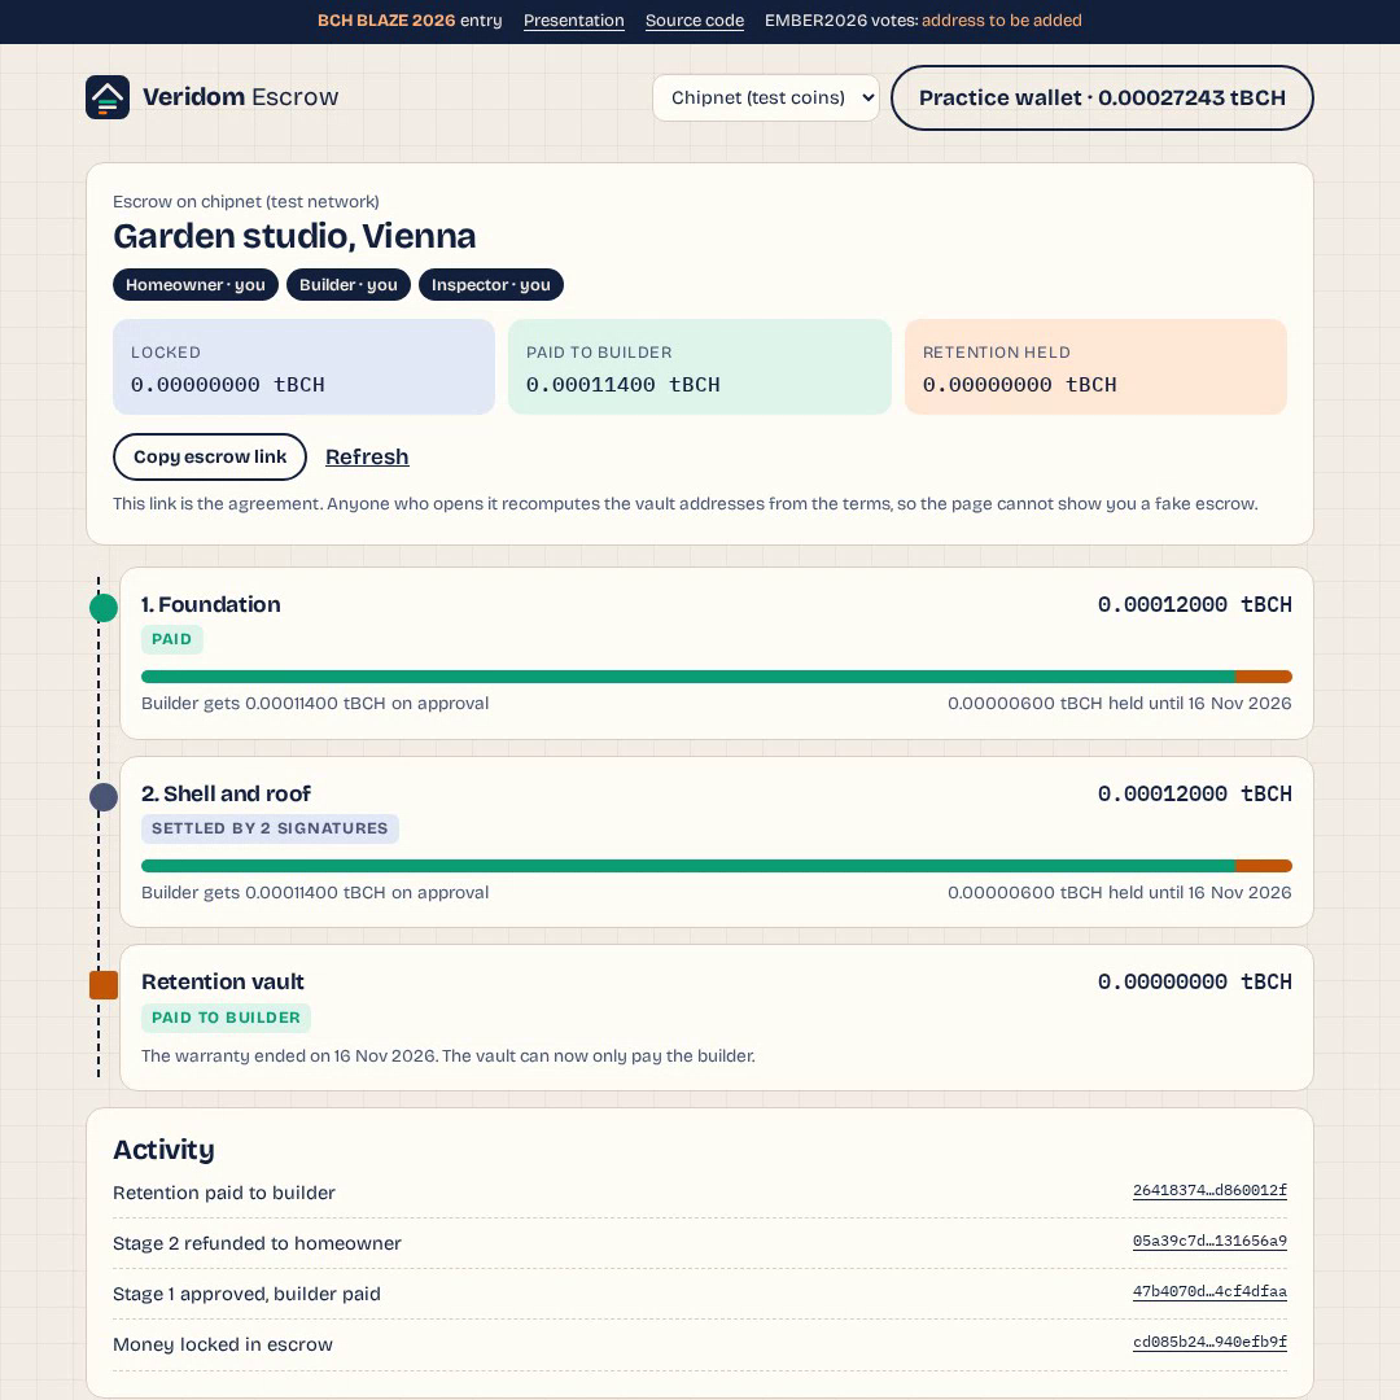 BCH BLAZE 2026 entry Presentation Source code EMBER2026 votes: address to be added
Veridom Escrow
Chipnet (test coins)
Practice wallet · 0.00027243 tBCH
Escrow on chipnet (test network)
Garden studio, Vienna
Homeowner · you Builder · you Inspector · you
LOCKED
0.00000000 tBCH
PAID TO BUILDER
0.00011400 tBCH
RETENTION HELD
0.00000000 tBCH
Copy escrow link Refresh
This link is the agreement. Anyone who opens it recomputes the vault addresses from the terms, so the page cannot show you a fake escrow.
1. Foundation 0.00012000 tBCH
PAID
Builder gets 0.00011400 tBCH on approval 0.00000600 tBCH held until 16 Nov 2026
2. Shell and roof 0.00012000 tBCH
SETTLED BY 2 SIGNATURES
Builder gets 0.00011400 tBCH on approval 0.00000600 tBCH held until 16 Nov 2026
Retention vault 0.00000000 tBCH
PAID TO BUILDER
The warranty ended on 16 Nov 2026. The vault can now only pay the builder.
Activity
Retention paid to builder 26418374…d860012f
Stage 2 refunded to homeowner 05a39c7d…131656a9
Stage 1 approved, builder paid 47b4070d…4cf4dfaa
Money locked in escrow cd085b24…940efb9f